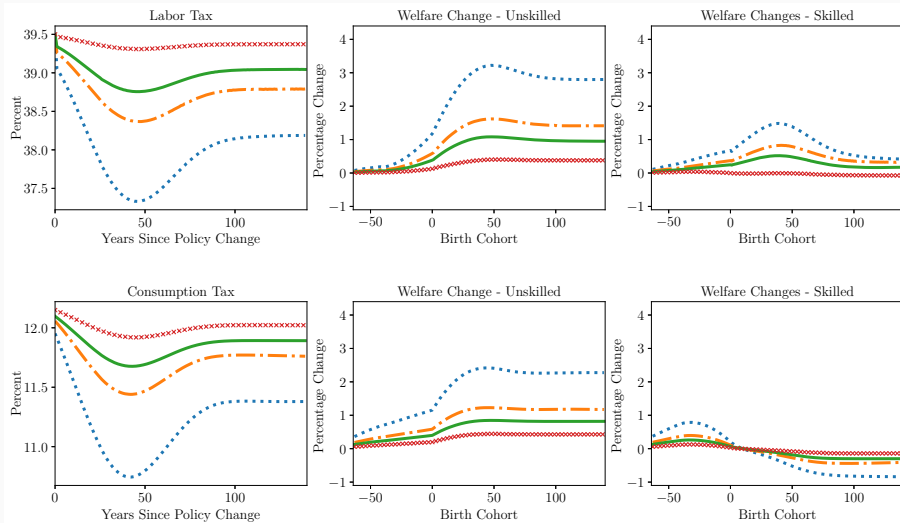 Labor Tax
39.5
39.0
38.5
38.0
37.5
Percent
0 50 100
Years Since Policy Change
Welfare Change - Unskilled
4
3
2
1
0
−1
Percentage Change
−50 0 50 100
Birth Cohort
Welfare Changes - Skilled
4
3
2
1
0
−1
Percentage Change
−50 0 50 100
Birth Cohort
Consumption Tax
12.0
11.5
11.0
Percent
0 50 100
Years Since Policy Change
Welfare Change - Unskilled
4
3
2
1
0
−1
Percentage Change
−50 0 50 100
Birth Cohort
Welfare Changes - Skilled
4
3
2
1
0
−1
Percentage Change
−50 0 50 100
Birth Cohort